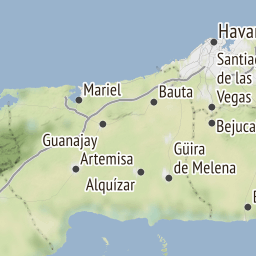 Havan
Santiag
de las
Vegas
Mariel
Bauta
Bejuca
Guanajay
Artemisa
Güira
de Melena
Alquízar